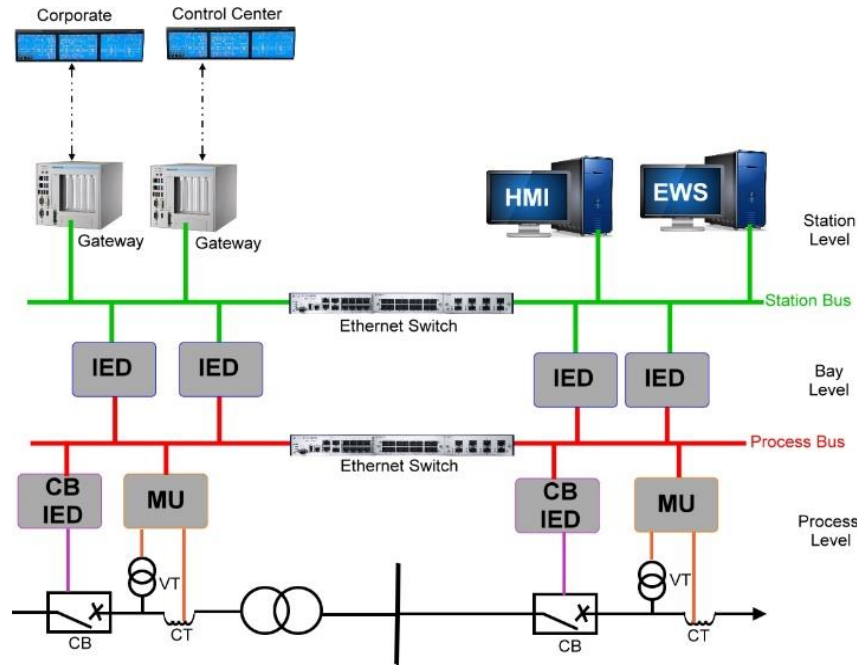 Corporate
Control Center
Gateway
Gateway
HMI
EWS
Station
Level
Station Bus
Ethernet Switch
IED
IED
IED
IED
Bay
Level
Process Bus
Ethernet Switch
CB
IED
MU
CB
IED
MU
Process
Level
VT
VT
CB
CT
CB
CT